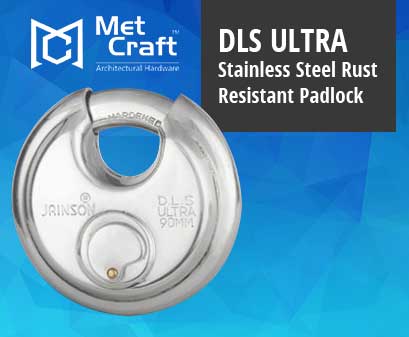 Met
Craft
TM
Architectural Hardware
DLS ULTRA
Stainless Steel Rust
Resistant Padlock
HARDENED
JAINSON®
D.L.S
ULTRA
90MM